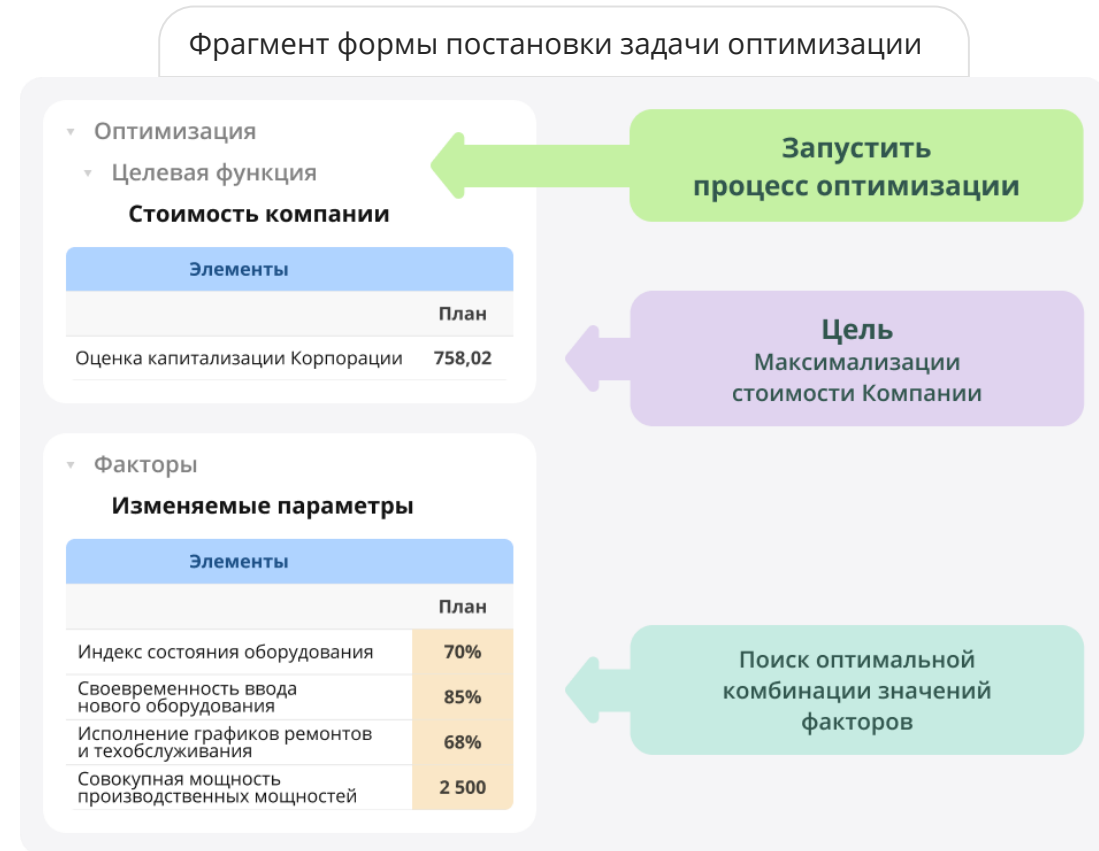 Фрагмент формы постановки задачи оптимизации
Оптимизация
Целевая функция
Стоимость компании
Элементы
План
Оценка капитализации Корпорации 758,02
Запустить
процесс оптимизации
Цель
Максимализации
стоимости Компании
Факторы
Изменяемые параметры
Элементы
План
Индекс состояния оборудования 70%
Своевременность ввода
нового оборудования 85%
Исполнение графиков ремонтов
и техобслуживания 68%
Совокупная мощность
производственных мощностей 2 500
Поиск оптимальной
комбинации значений
факторов